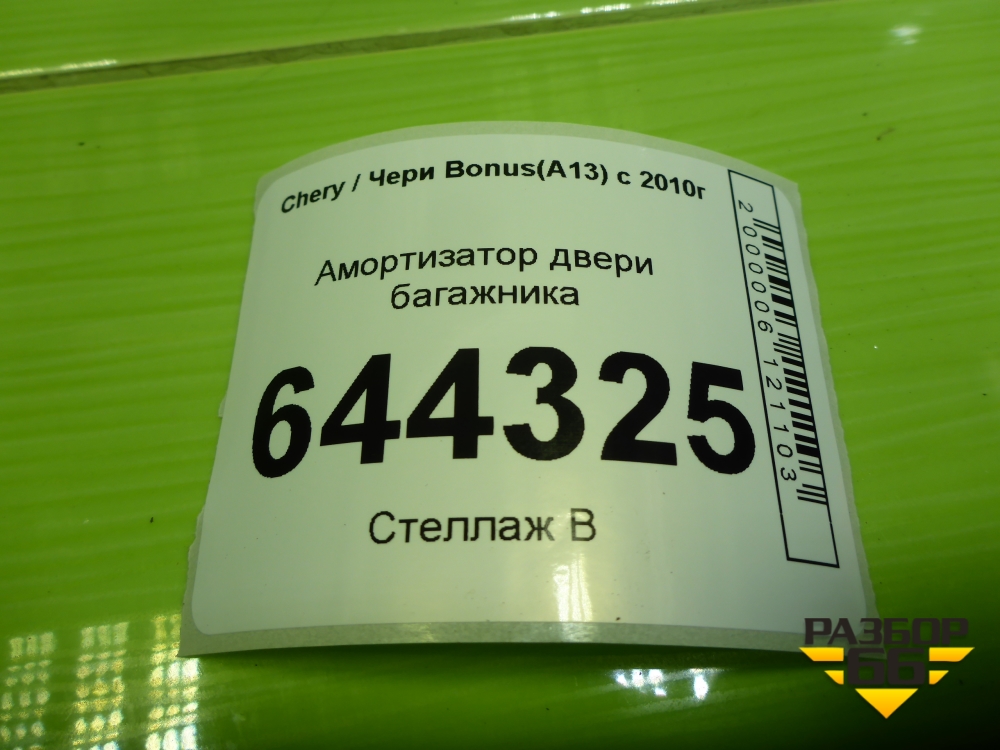 Chery / Чери Bonus(A13) с 2010г
Амортизатор двери
багажника
644325
Стеллаж В
2000006121103
РАЗБОР
66